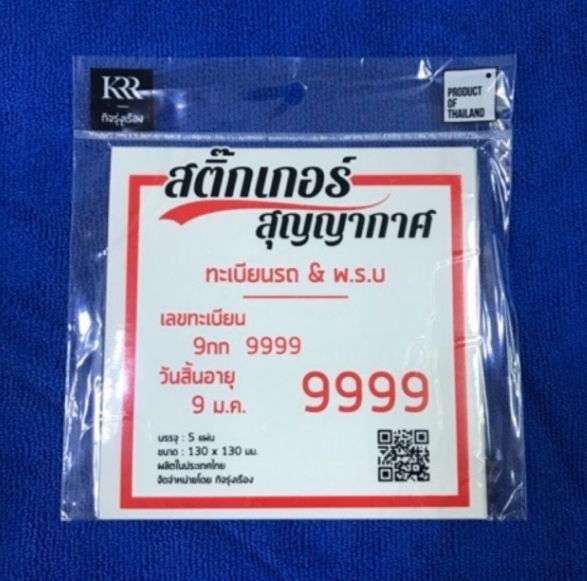 KRR
กิจรุ่งเรือง
PRODUCT
OF
THAILAND
สติ๊กเกอร์
สุญญากาศ
ทะเบียนรถ & พ.ร.บ
เลขทะเบียน
9กก 9999
วันสิ้นอายุ
9 ม.ค.
9999
บรรจุ : 5 แผ่น
ขนาด : 130 x 130 มม.
ผลิตในประเทศไทย
จัดจำหน่ายโดย กิจรุ่งเรือง